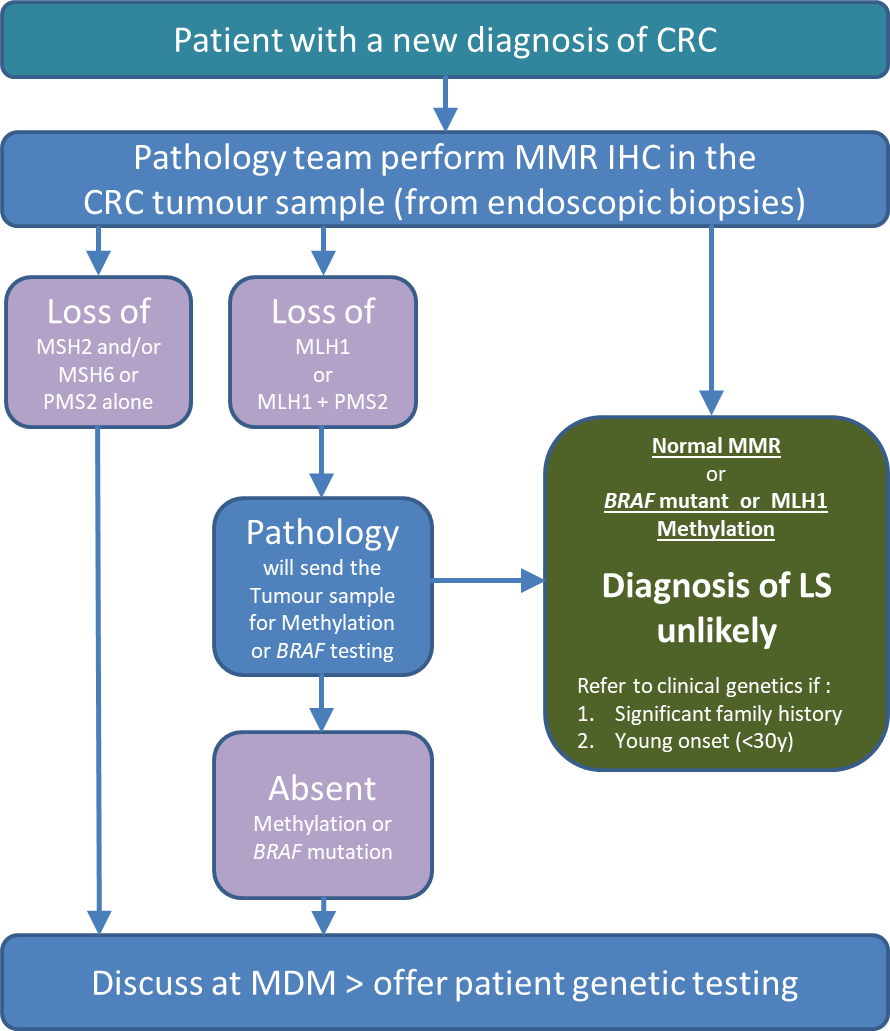 Patient with a new diagnosis of CRC
Pathology team perform MMR IHC in the
CRC tumour sample (from endoscopic biopsies)
Loss of
MSH2 and/or
MSH6 or
PMS2 alone
Loss of
MLH1
or
MLH1 + PMS2
Pathology
will send the
Tumour sample
for Methylation
or BRAF testing
Normal MMR
or
BRAF mutant or MLH1
Methylation
Diagnosis of LS
unlikely
Refer to clinical genetics if :
1. Significant family history
2. Young onset (<30y)
Absent
Methylation or
BRAF mutation
Discuss at MDM > offer patient genetic testing